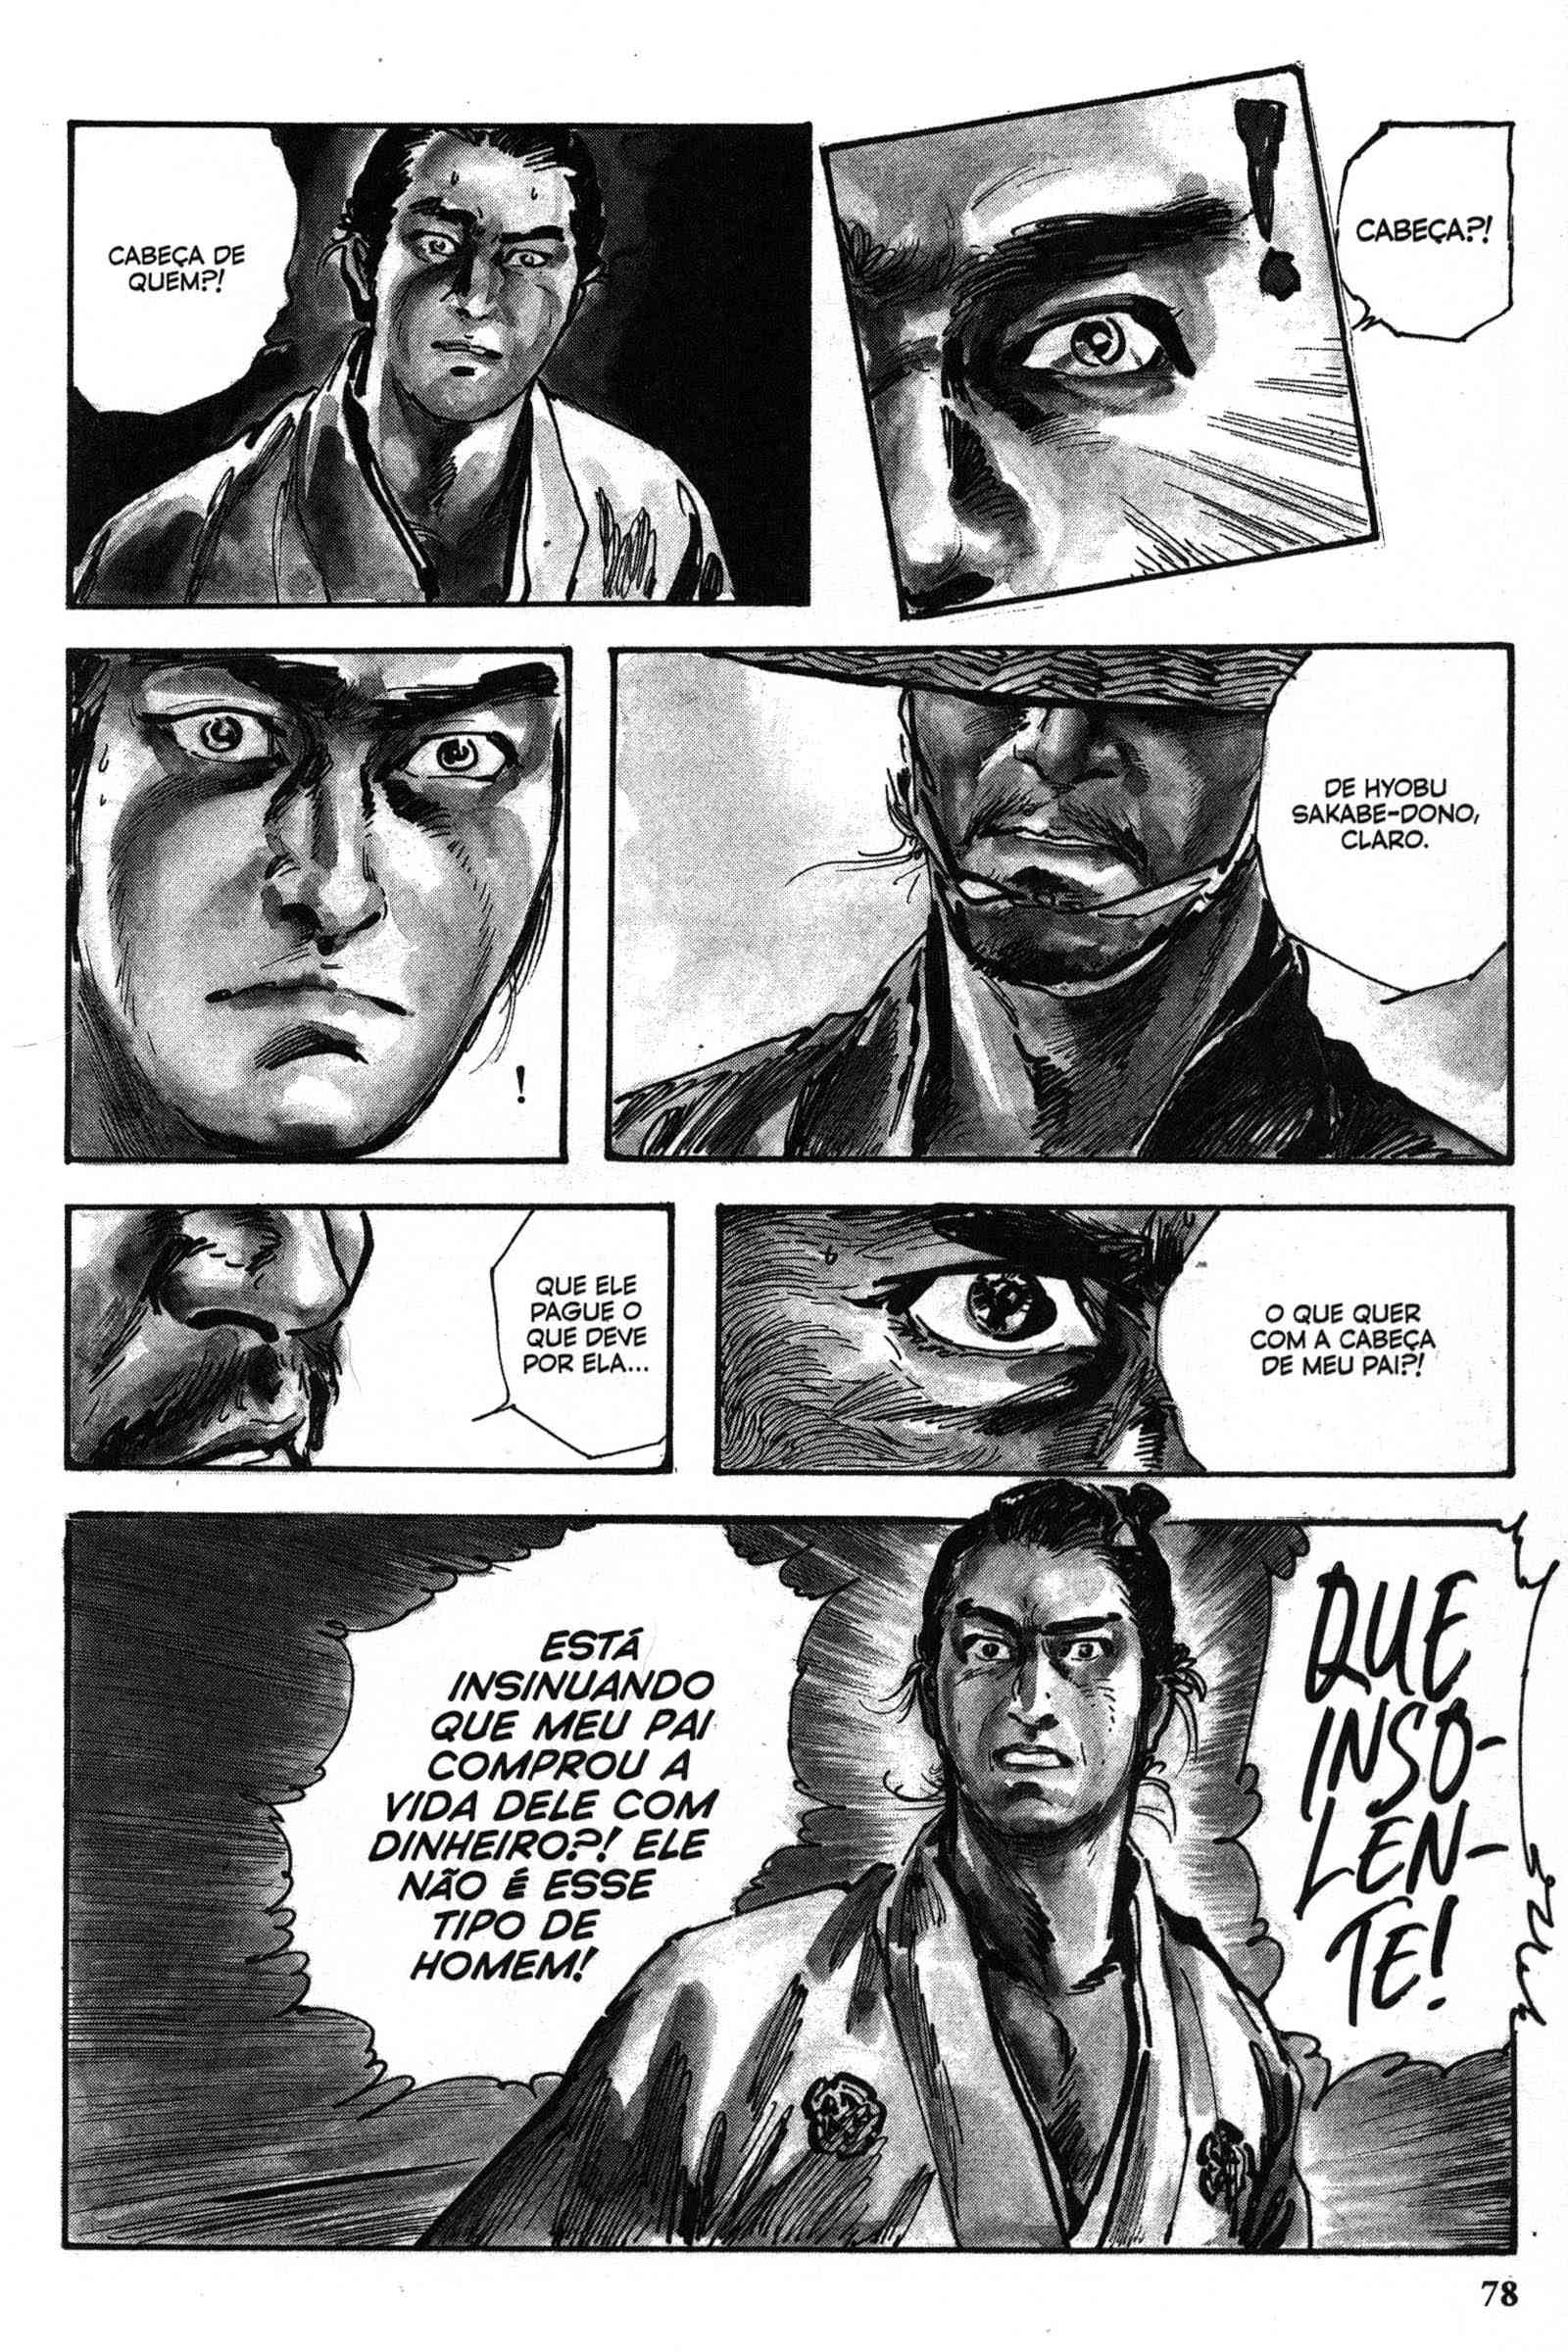 CABEÇA?!
CABEÇA DE
QUEM?!
DE HYOBU
SAKABE-DONO,
CLARO.
!
O QUE QUER
COM A CABEÇA
DE MEU PAI?!
QUE ELE
PAGUE O
QUE DEVE
POR ELA...
QUE
INSO-
LEN-
TE!
ESTÁ
INSINUANDO
QUE MEU PAI
COMPROU A
VIDA DELE COM
DINHEIRO?! ELE
NÃO É ESSE
TIPO DE
HOMEM!
78